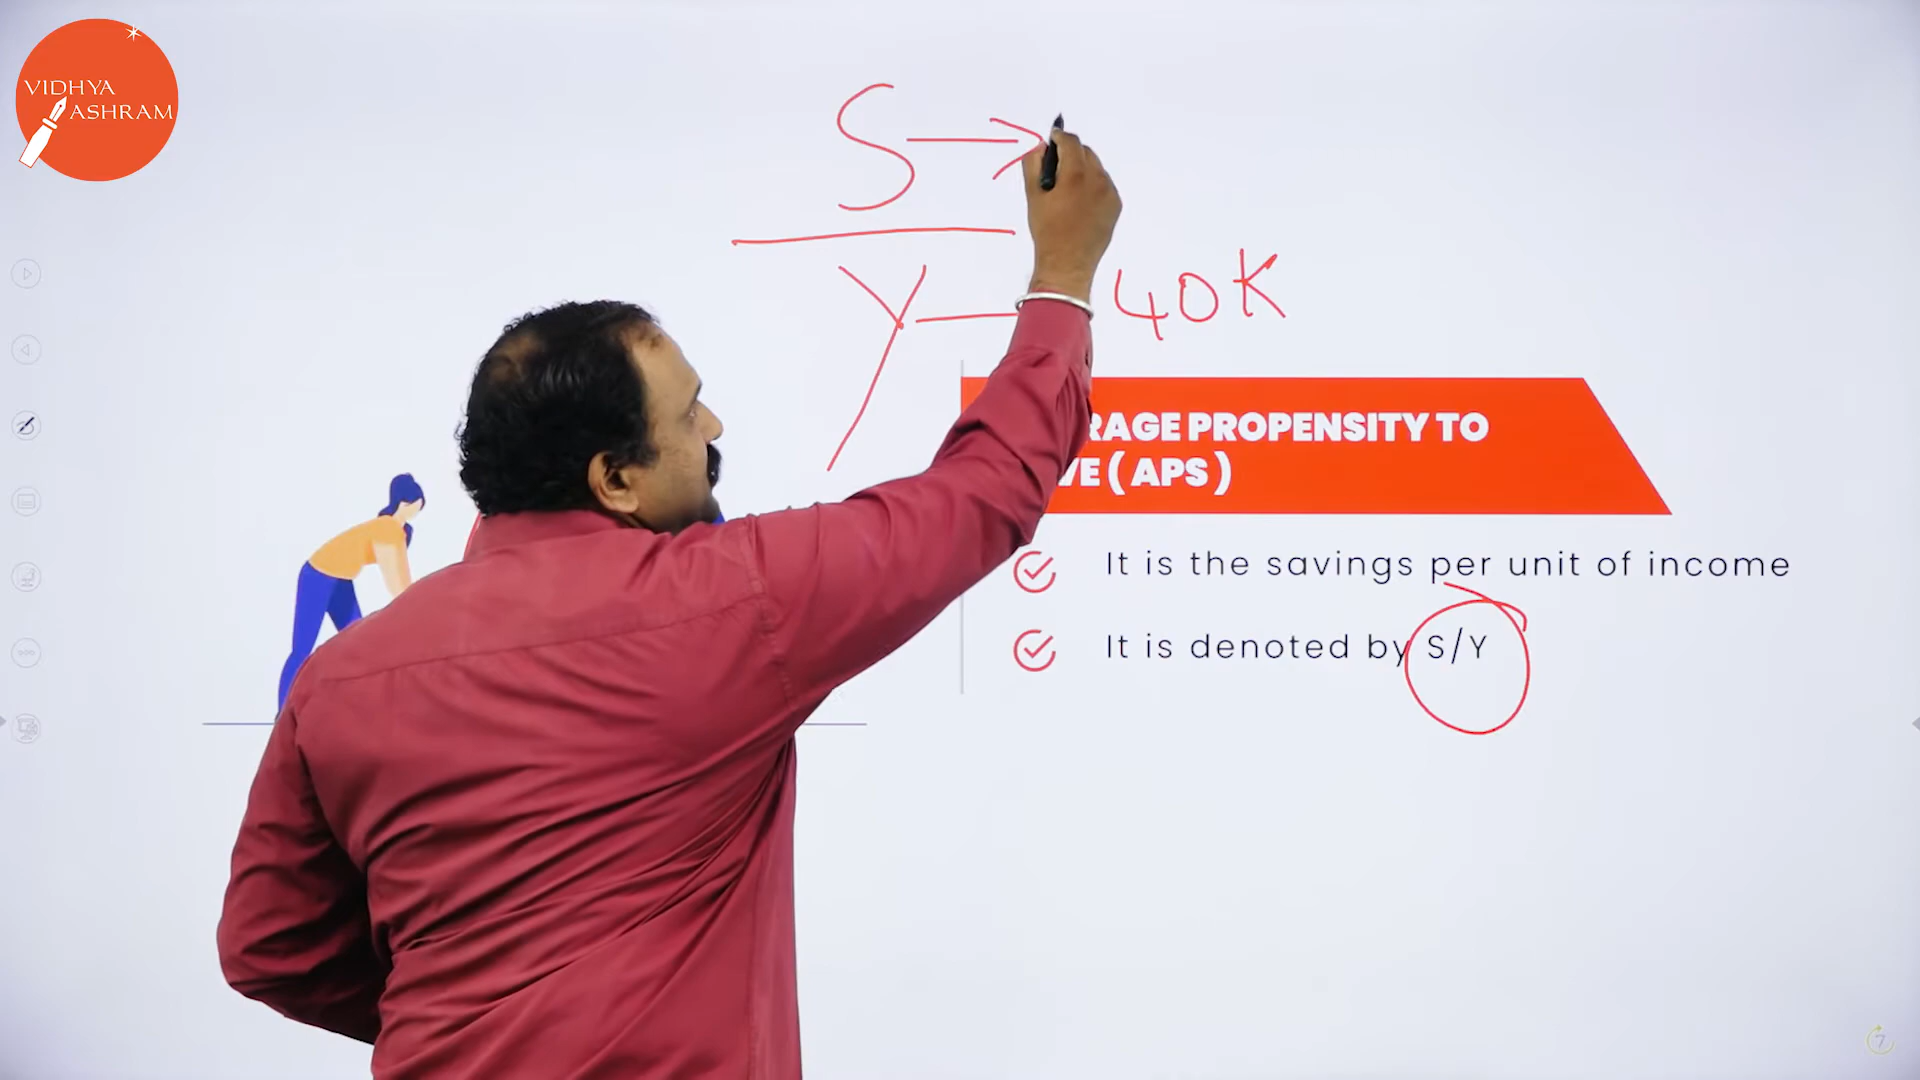 VIDHYA
ASHRAM
S →
Y — 40K
RAGE PROPENSITY TO
VE ( APS )
It is the savings per unit of income
It is denoted by S/Y
7